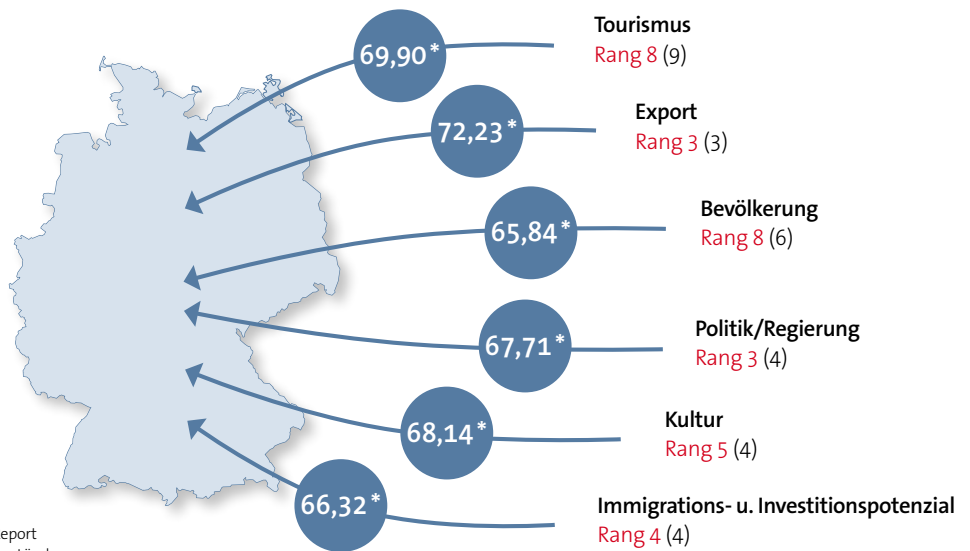 69,90*
Tourismus
Rang 8 (9)
72,23*
Export
Rang 3 (3)
65,84*
Bevölkerung
Rang 8 (6)
67,71*
Politik/Regierung
Rang 3 (4)
68,14*
Kultur
Rang 5 (4)
66,32*
Immigrations- u. Investitionspotenzial
Rang 4 (4)